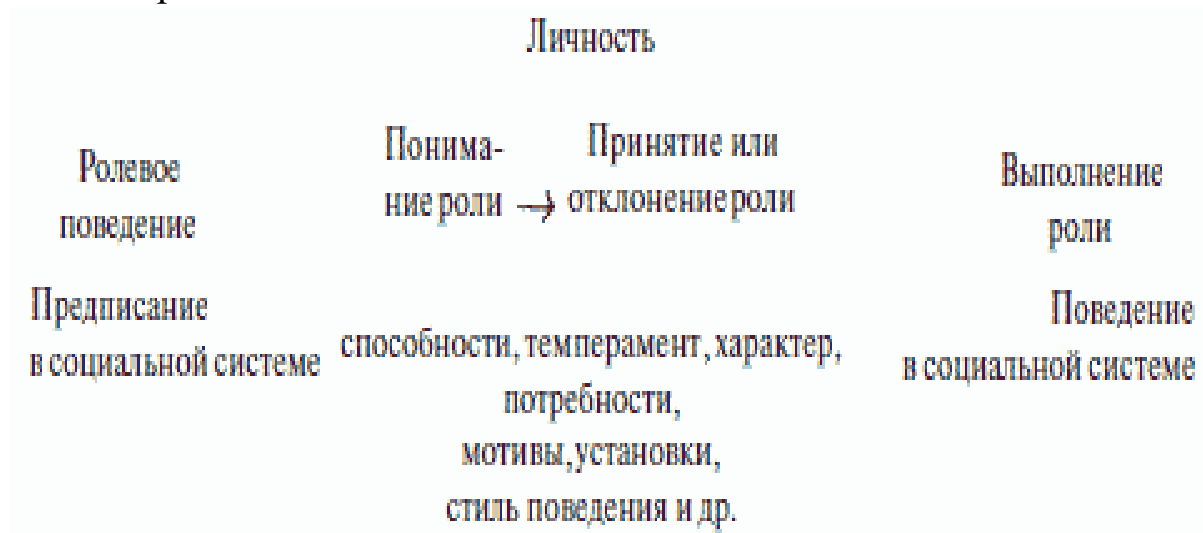 Личность
Понима-
ние роли → 
Принятие или
отклонение роли
Ролевое
поведение
Выполнение
роли
Предписание
в социальной системе
способности, темперамент, характер,
потребности,
мотивы, установки,
стиль поведения и др.
Поведение
в социальной системе